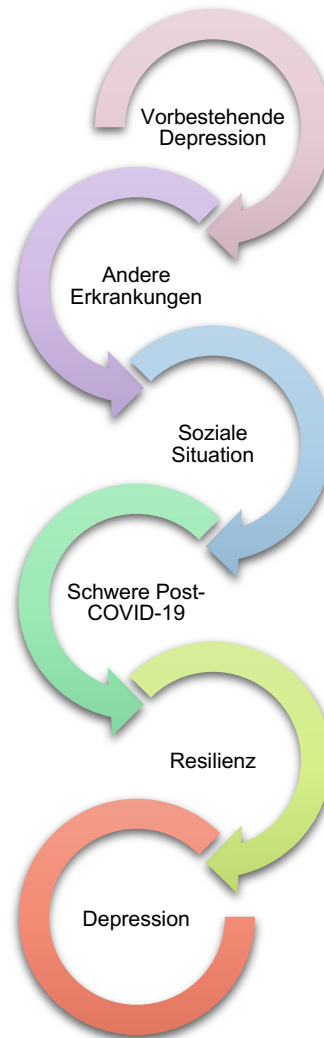 Vorbestehende
Depression
Andere
Erkrankungen
Soziale
Situation
Schwere Post-
COVID-19
Resilienz
Depression